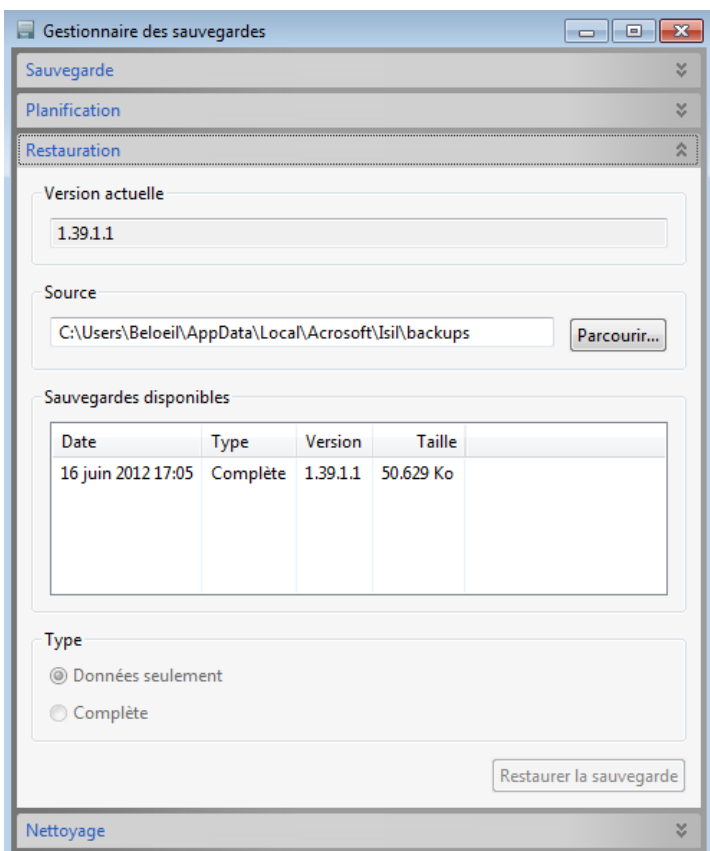 Gestionnaire des sauvegardes
Sauvegarde
Planification
Restauration
Version actuelle
1.39.1.1
Source
C:\Users\Beloeil\AppData\Local\Acrosoft\Isil\backups Parcourir...
Sauvegardes disponibles
Date Type Version Taille
16 juin 2012 17:05 Complète 1.39.1.1 50.629 Ko
Type
Données seulement
Complète
Restaurer la sauvegarde
Nettoyage